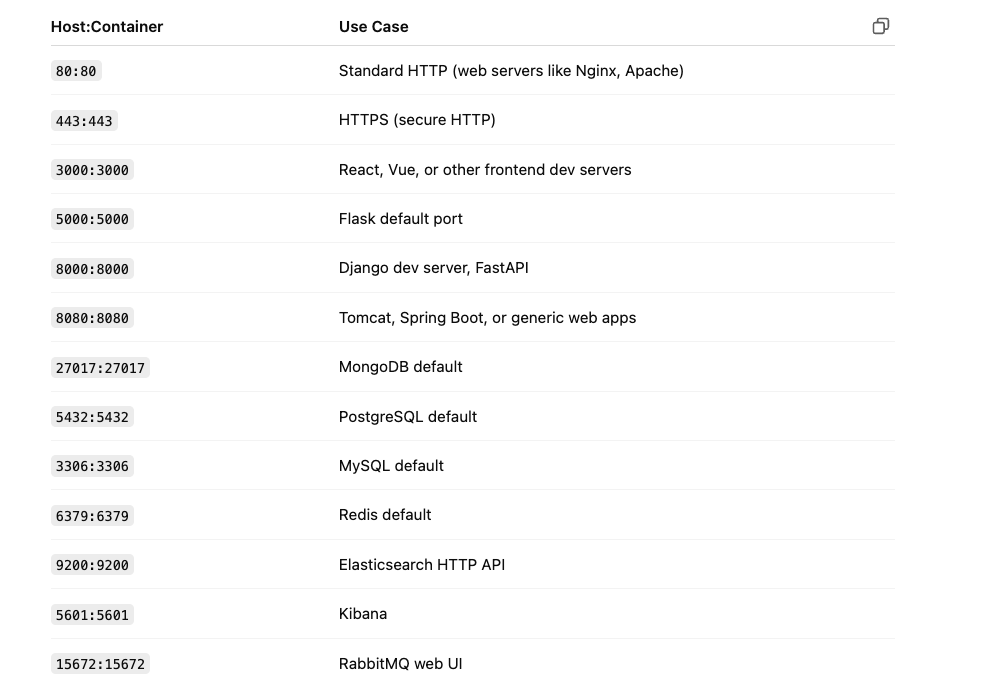 Host:Container Use Case
80:80 Standard HTTP (web servers like Nginx, Apache)
443:443 HTTPS (secure HTTP)
3000:3000 React, Vue, or other frontend dev servers
5000:5000 Flask default port
8000:8000 Django dev server, FastAPI
8080:8080 Tomcat, Spring Boot, or generic web apps
27017:27017 MongoDB default
5432:5432 PostgreSQL default
3306:3306 MySQL default
6379:6379 Redis default
9200:9200 Elasticsearch HTTP API
5601:5601 Kibana
15672:15672 RabbitMQ web UI